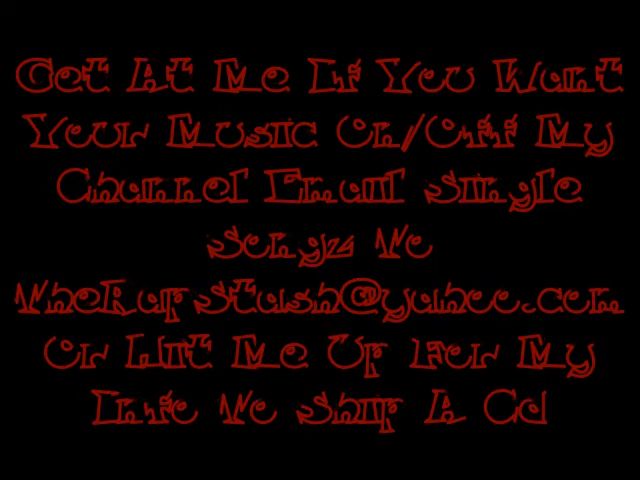 Get At Me If You Want
Your Music On/Off My
Channel Email Single
Songz To
TheRapStash@yahoo.com
Or Hit Me Up For My
Info To Ship A Cd